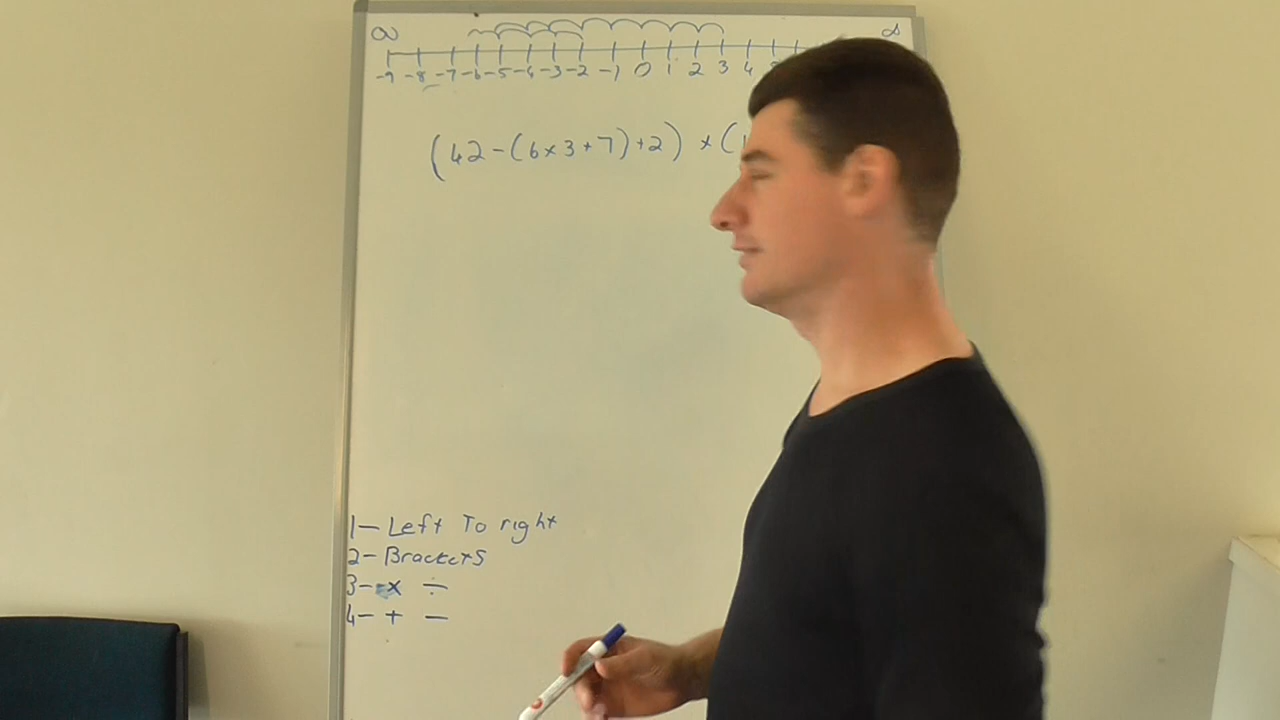 ∞ ∞
-9 -8 -7 -6 -5 -4 -3 -2 -1 0 1 2 3 4
(42-(6×3+7)+2) ×(
1- Left To right
2- Brackets
3- × ÷
4- + -